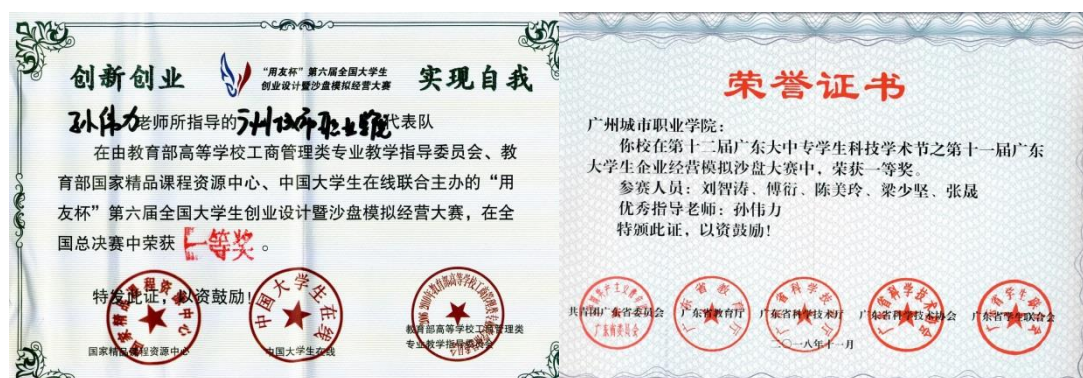 创新创业
"用友杯"第六届全国大学生
创业设计暨沙盘模拟经营大赛
实现自我
孙伟力老师所指导的广州城市职业学院代表队
在由教育部高等学校工商管理类专业教学指导委员会、教
育部国家精品课程资源中心、中国大学生在线联合主办的“用
友杯”第六届全国大学生创业设计暨沙盘模拟经营大赛，在全
国总决赛中荣获 一等奖 。
特发此证，以资鼓励！
国家精品课程资源中心
中国大学生在线
教育部高等学校工商管理类
专业教学指导委员会
荣誉证书
广州城市职业学院：
你校在第十二届广东大中专学生科技学术节之第十一届广东
大学生企业经营模拟沙盘大赛中，荣获一等奖。
参赛人员：刘智涛、傅衍、陈美玲、梁少坚、张晟
优秀指导老师：孙伟力
特颁此证，以资鼓励！
共青团广东省委员会 广东省教育厅 广东省科学技术厅 广东省科学技术协会 广东省学生联合会
二〇一八年十一月